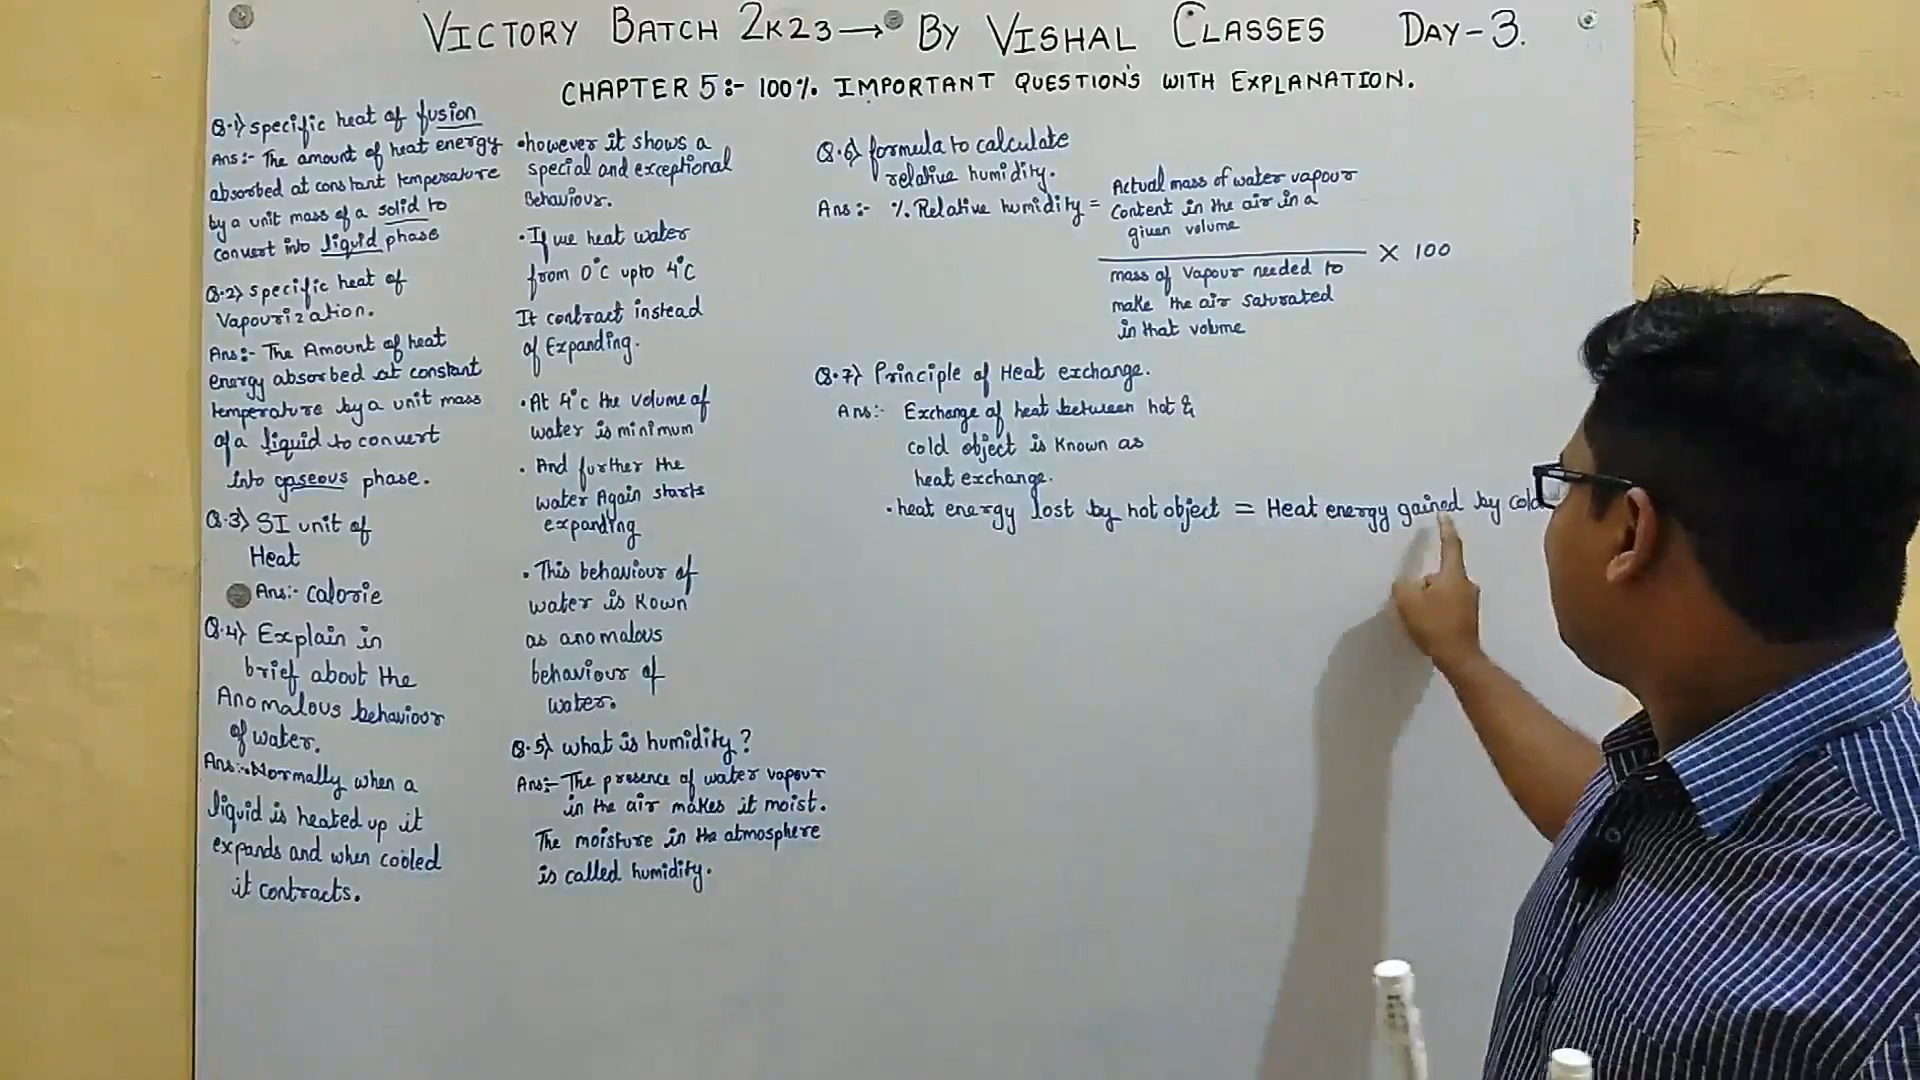 VICTORY BATCH 2K23 → BY VISHAL CLASSES DAY-3.
CHAPTER 5:- 100% IMPORTANT QUESTION'S WITH EXPLANATION.
Q.1) specific heat of fusion
Ans:- The amount of heat energy
absorbed at constant temperature
by a unit mass of a solid to
convert into liquid phase
Q.2) specific heat of
Vapourization.
Ans:- The Amount of heat
energy absorbed at constant
temperature by a unit mass
of a liquid to convert
into gaseous phase.
Q.3) SI unit of
Heat
Ans:- calorie
Q.4) Explain in
brief about the
Anomalous behaviour
of water.
Ans:- •Normally when a
liquid is heated up it
expands and when cooled
it contracts.
•however it shows a
special and exceptional
Behaviour.
•If we heat water
from 0°C upto 4°C
It contract instead
of Expanding.
•At 4°c the volume of
water is minimum
• And further the
water Again starts
expanding
•This behaviour of
water is Kown
as anomalous
behaviour of
water.
Q.5) what is humidity?
Ans:- The presence of water vapour
in the air makes it moist.
The moisture in the atmosphere
is called humidity.
Q.6) formula to calculate
relative humidity.
Ans:- % Relative humidity =
Actual mass of water vapour
Content in the air in a
given volume
× 100
mass of vapour needed to
make the air saturated
in that volume
Q.7) Principle of Heat exchange.
Ans:- Exchange of heat between hot &
cold object is Known as
heat exchange.
•heat energy lost by hot object = Heat energy gained by cold